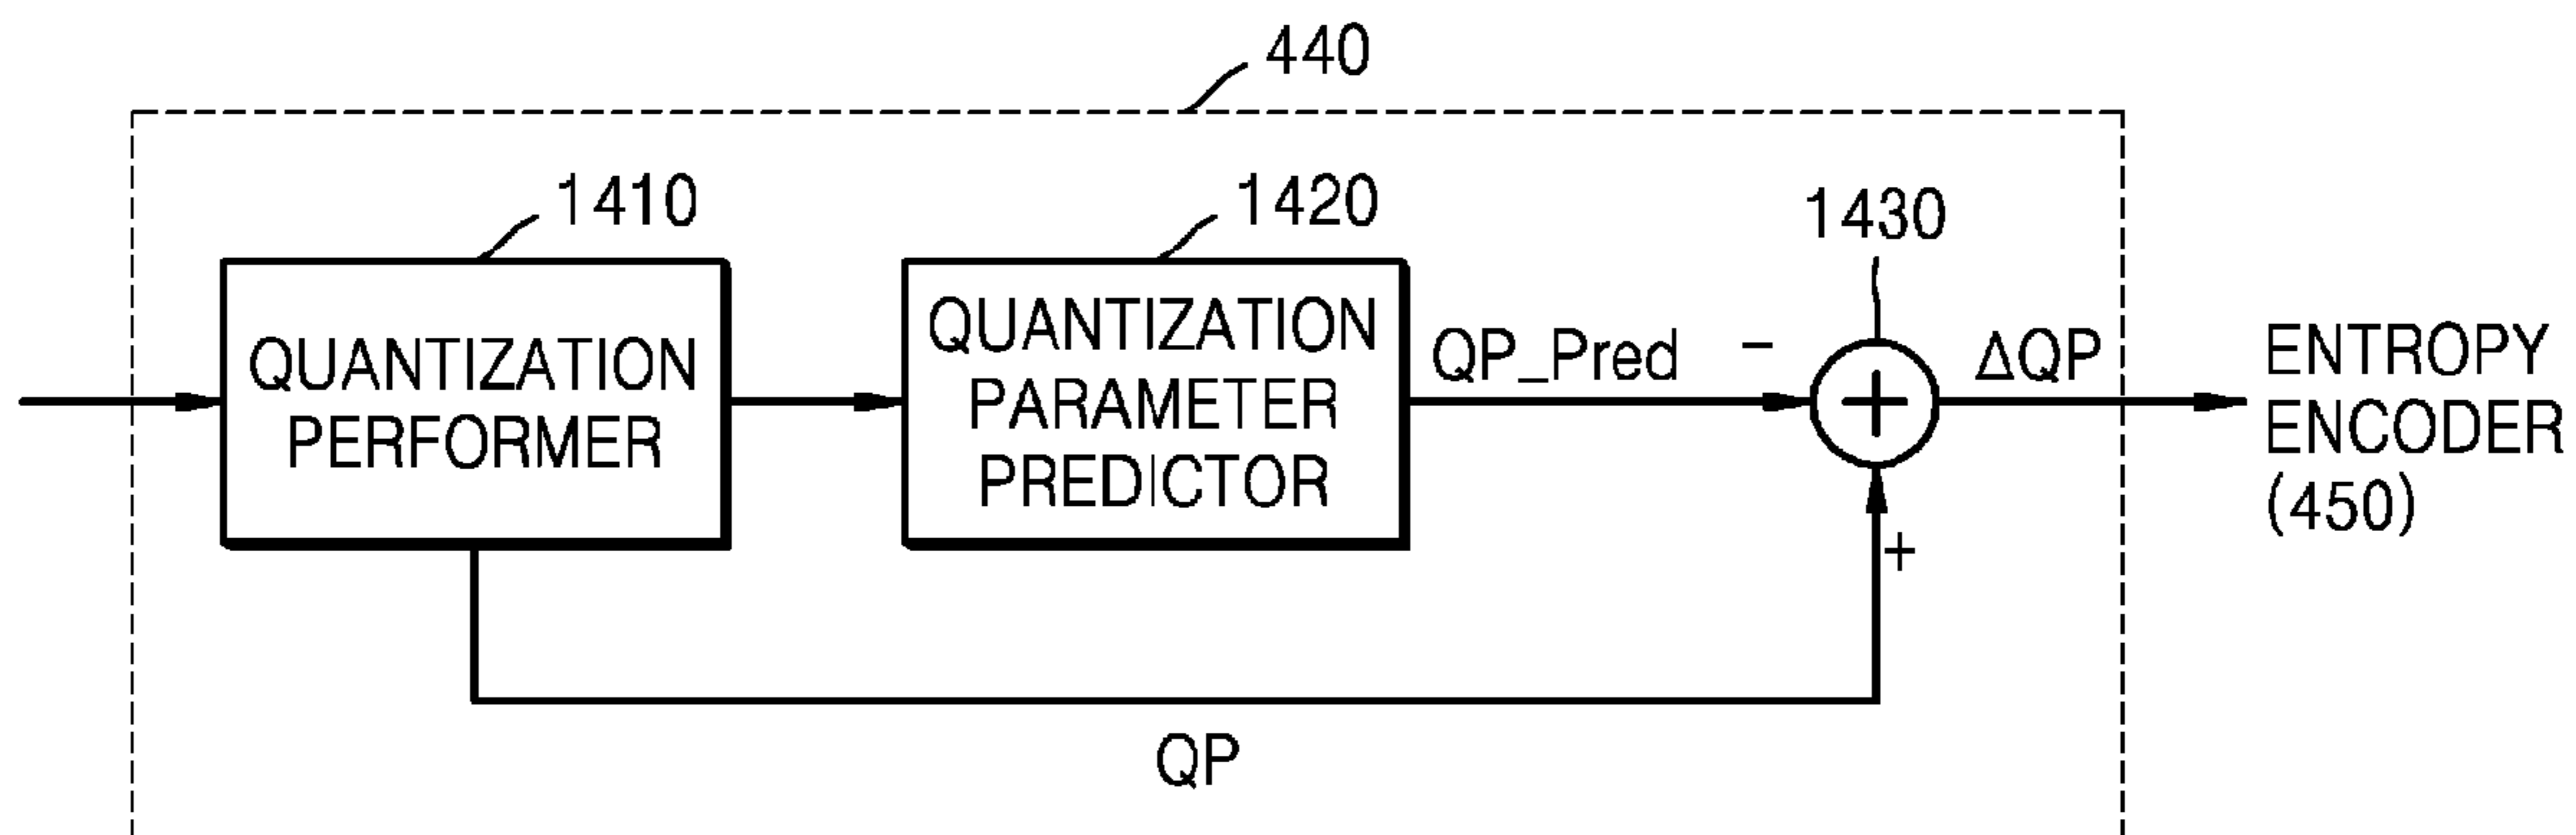 440
1410
1420
1430
QUANTIZATION
PERFORMER
QUANTIZATION
PARAMETER
PREDICTOR
QP_Pred
-
+
ΔQP
ENTROPY
ENCODER
(450)
+
QP